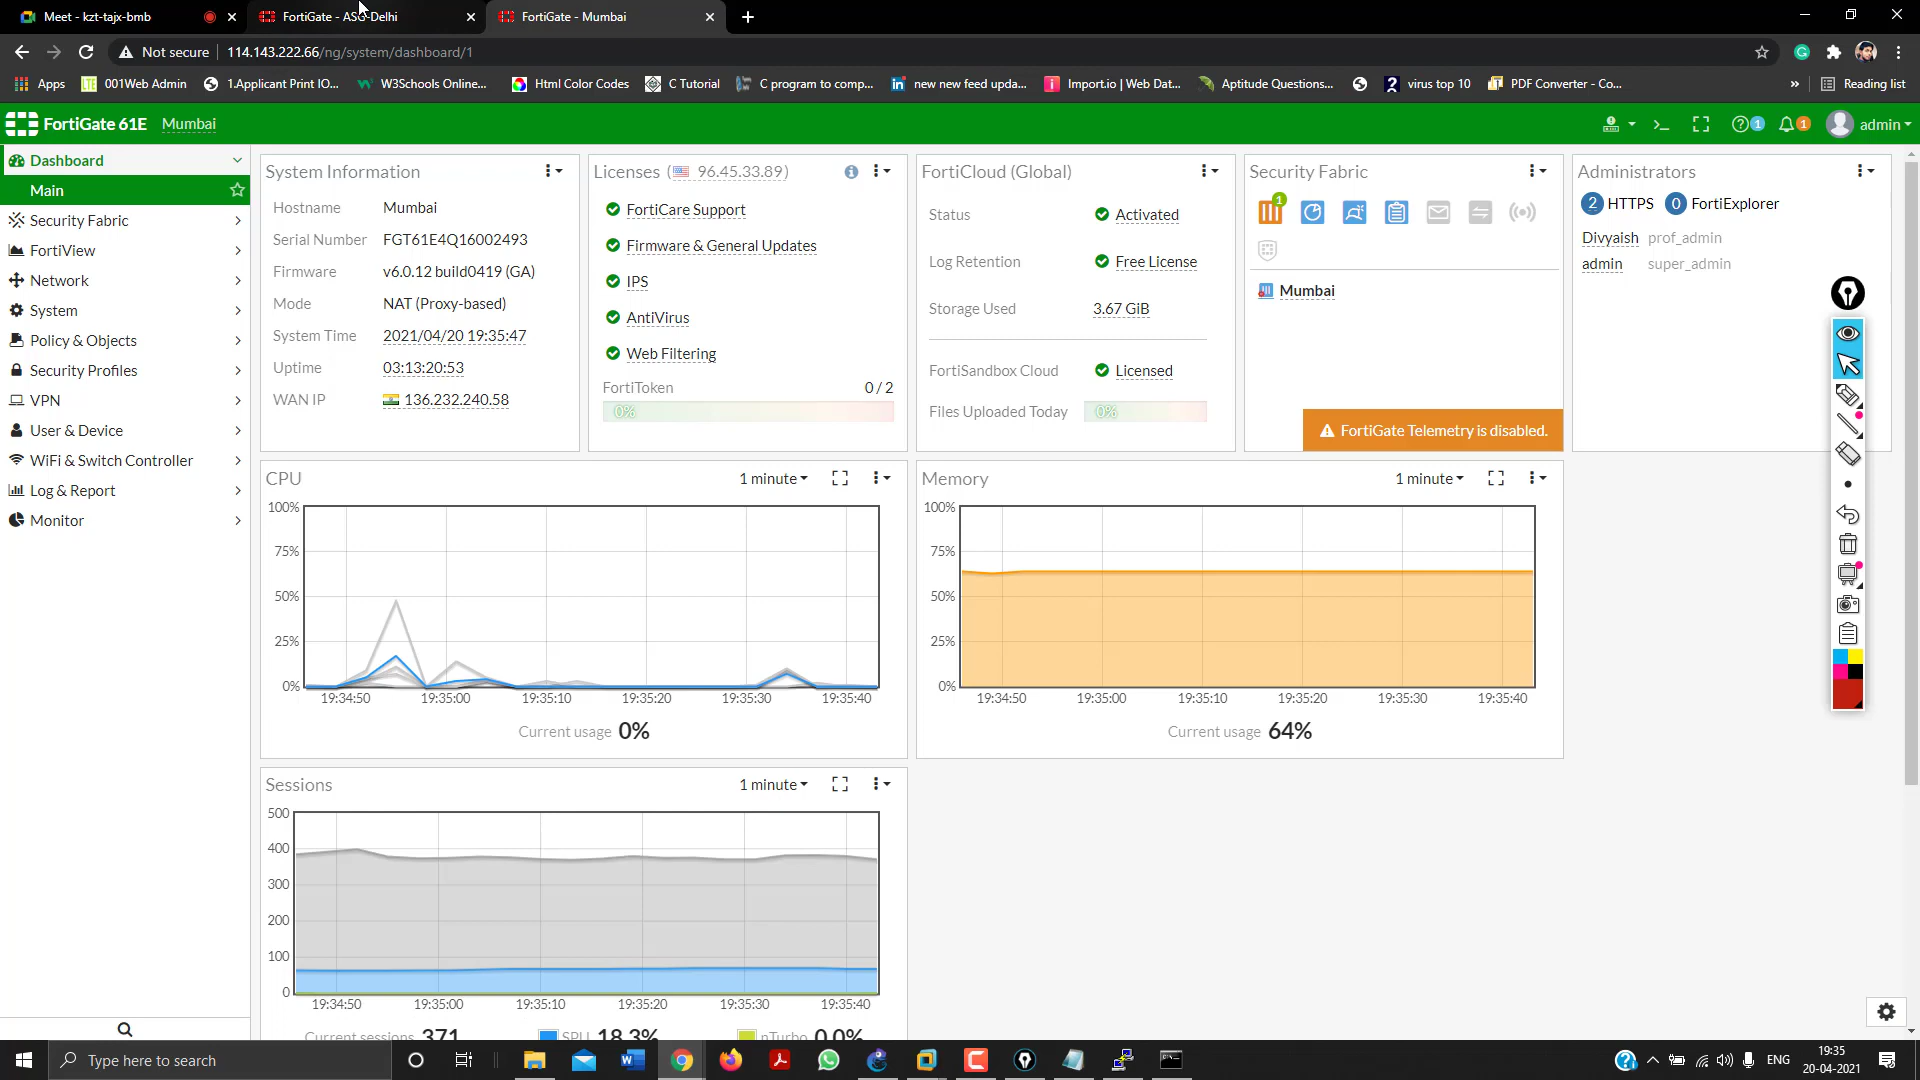 Meet - kzt-tajx-bmb
FortiGate - ASG-Delhi
FortiGate - Mumbai
Not secure
114.143.222.66/ng/system/dashboard/1
Apps
001Web Admin
1.Applicant Print IO...
W3Schools Online...
Html Color Codes
C Tutorial
C program to comp...
new new feed upda...
Import.io | Web Dat...
Aptitude Questions...
virus top 10
PDF Converter - Co...
»
Reading list
FortiGate 61E
Mumbai
1
1
admin
Dashboard
Main
Security Fabric
FortiView
Network
System
Policy & Objects
Security Profiles
VPN
User & Device
WiFi & Switch Controller
Log & Report
Monitor
System Information
Hostname Mumbai
Serial Number FGT61E4Q16002493
Firmware v6.0.12 build0419 (GA)
Mode NAT (Proxy-based)
System Time 2021/04/20 19:35:47
Uptime 03:13:20:53
WAN IP 136.232.240.58
Licenses (96.45.33.89)
FortiCare Support
Firmware & General Updates
IPS
AntiVirus
Web Filtering
FortiToken 0 / 2
0%
FortiCloud (Global)
Status Activated
Log Retention Free License
Storage Used 3.67 GiB
FortiSandbox Cloud Licensed
Files Uploaded Today 0%
Security Fabric
1
Mumbai
FortiGate Telemetry is disabled.
Administrators
2 HTTPS 0 FortiExplorer
Divyaish prof_admin
admin super_admin
CPU
1 minute
100%
75%
50%
25%
0%
19:34:50 19:35:00 19:35:10 19:35:20 19:35:30 19:35:40
Current usage 0%
Memory
1 minute
100%
75%
50%
25%
0%
19:34:50 19:35:00 19:35:10 19:35:20 19:35:30 19:35:40
Current usage 64%
Sessions
1 minute
500
400
300
200
100
0
19:34:50 19:35:00 19:35:10 19:35:20 19:35:30 19:35:40
Current sessions 371 SPU 18.3% nTurbo 0.0%
Type here to search
ENG
19:35
20-04-2021